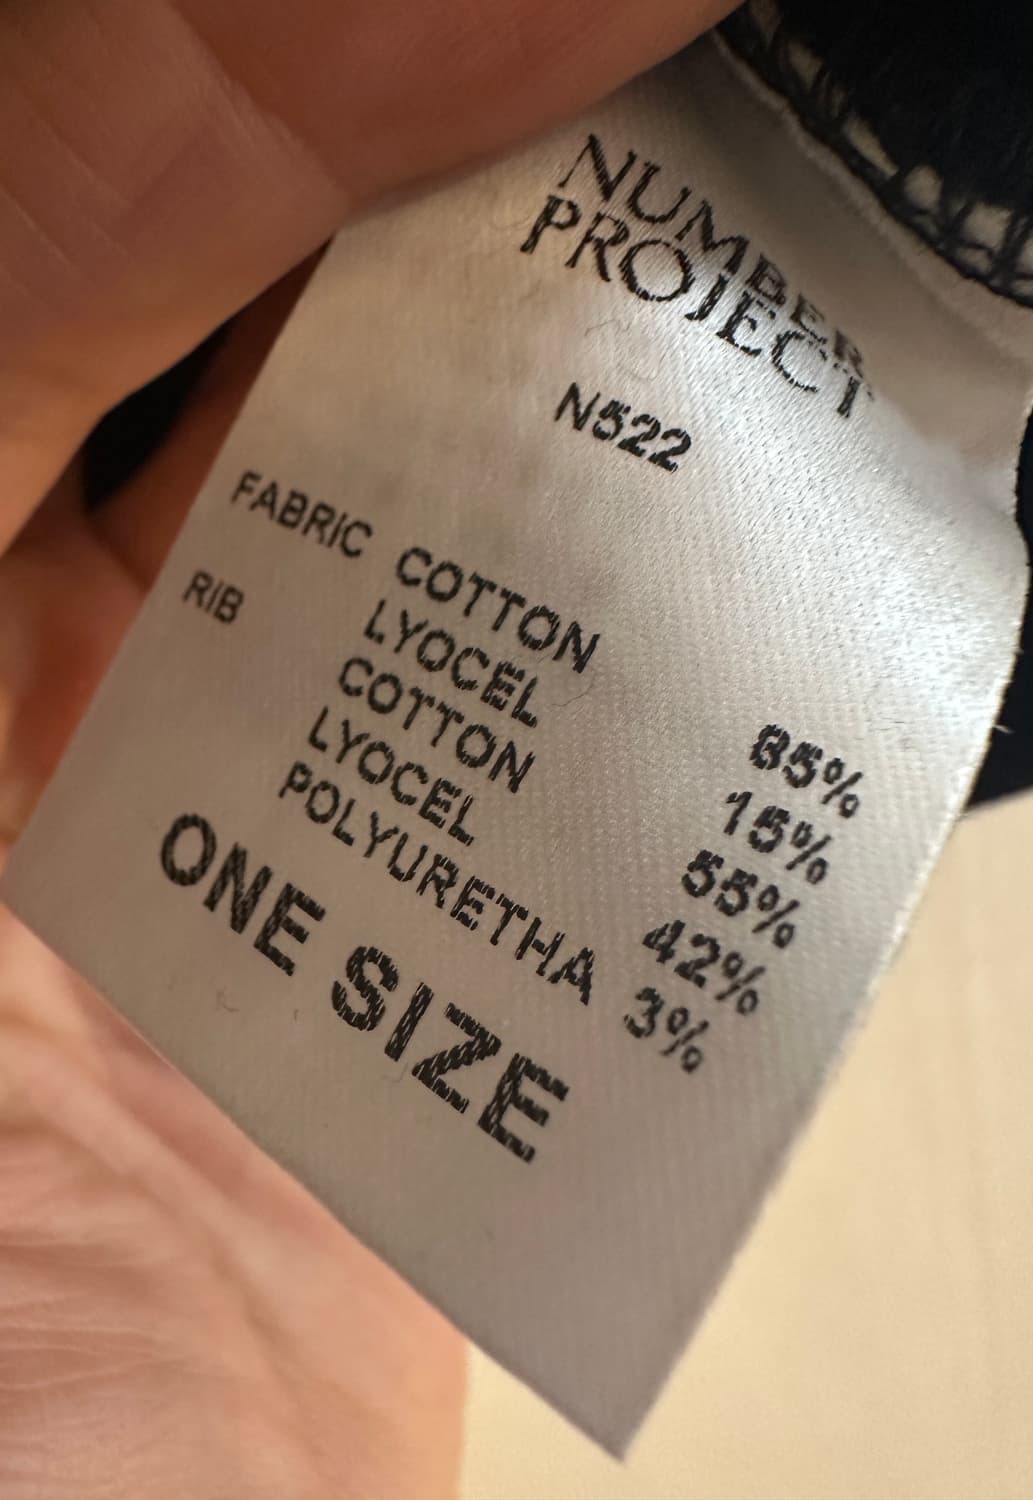 NUMBER
PROJECT
N522
FABRIC COTTON 85%
LYOCEL 15%
RIB COTTON 55%
LYOCEL 42%
POLYURETHA 3%
ONE SIZE